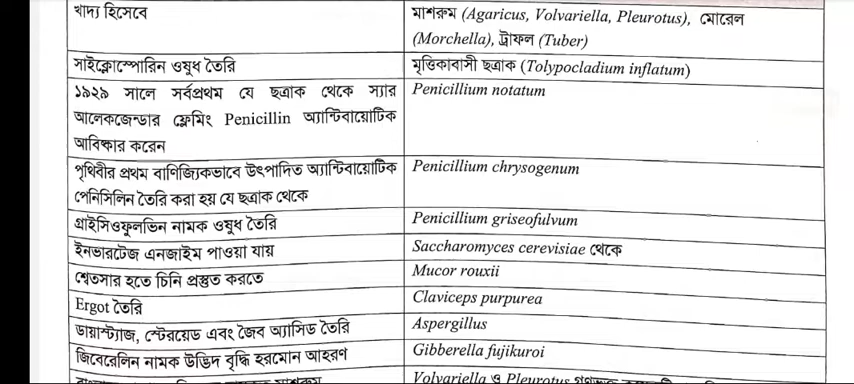 খাদ্য হিসেবে
মাশরুম (Agaricus, Volvariella, Pleurotus), মোরেল
(Morchella), ট্রাফল (Tuber)
সাইক্লোস্পোরিন ওষুধ তৈরি
মৃত্তিকাবাসী ছত্রাক (Tolypocladium inflatum)
১৯২৯ সালে সর্বপ্রথম যে ছত্রাক থেকে স্যার
আলেকজেন্ডার ফ্লেমিং Penicillin অ্যান্টিবায়োটিক
আবিষ্কার করেন
Penicillium notatum
পৃথিবীর প্রথম বাণিজ্যিকভাবে উৎপাদিত অ্যান্টিবায়োটিক
পেনিসিলিন তৈরি করা হয় যে ছত্রাক থেকে
Penicillium chrysogenum
গ্রাইসিওফুলভিন নামক ওষুধ তৈরি
Penicillium griseofulvum
ইনভারটেজ এনজাইম পাওয়া যায়
Saccharomyces cerevisiae থেকে
শ্বেতসার হতে চিনি প্রস্তুত করতে
Mucor rouxii
Ergot তৈরি
Claviceps purpurea
ডায়াস্ট্যাজ, স্টেরয়েড এবং জৈব অ্যাসিড তৈরি
Aspergillus
জিবেরেলিন নামক উদ্ভিদ বৃদ্ধি হরমোন আহরণ
Gibberella fujikuroi
মাশরুম
Volvariella ও Pleurotus